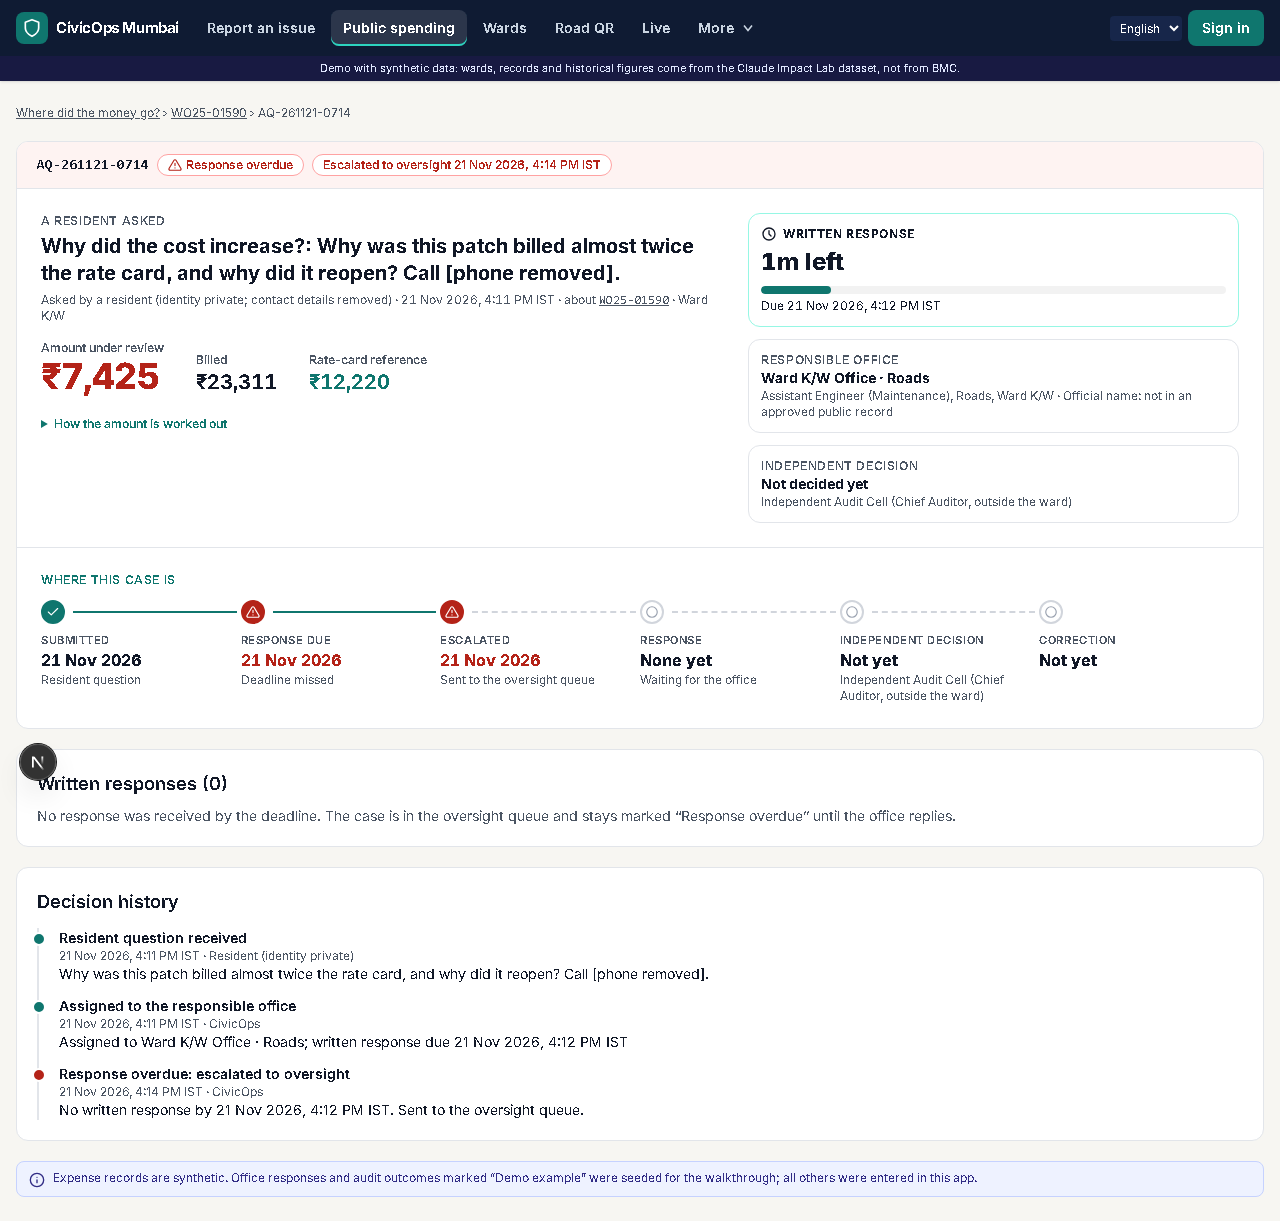 CivicOps Mumbai
Report an issue
Public spending
Wards
Road QR
Live
More
English
Sign in
Demo with synthetic data: wards, records and historical figures come from the Claude Impact Lab dataset, not from BMC.
Where did the money go? › WO25-01590 › AQ-261121-0714
AQ-261121-0714
Response overdue
Escalated to oversight 21 Nov 2026, 4:14 PM IST
A RESIDENT ASKED
Why did the cost increase?: Why was this patch billed almost twice
the rate card, and why did it reopen? Call [phone removed].
Asked by a resident (identity private; contact details removed) · 21 Nov 2026, 4:11 PM IST · about WO25-01590 · Ward
K/W
Amount under review
₹7,425
Billed
₹23,311
Rate-card reference
₹12,220
How the amount is worked out
WRITTEN RESPONSE
1m left
Due 21 Nov 2026, 4:12 PM IST
RESPONSIBLE OFFICE
Ward K/W Office · Roads
Assistant Engineer (Maintenance), Roads, Ward K/W · Official name: not in an
approved public record
INDEPENDENT DECISION
Not decided yet
Independent Audit Cell (Chief Auditor, outside the ward)
WHERE THIS CASE IS
SUBMITTED
21 Nov 2026
Resident question
RESPONSE DUE
21 Nov 2026
Deadline missed
ESCALATED
21 Nov 2026
Sent to the oversight queue
RESPONSE
None yet
Waiting for the office
INDEPENDENT DECISION
Not yet
Independent Audit Cell (Chief
Auditor, outside the ward)
CORRECTION
Not yet
N
Written responses (0)
No response was received by the deadline. The case is in the oversight queue and stays marked “Response overdue” until the office replies.
Decision history
Resident question received
21 Nov 2026, 4:11 PM IST · Resident (identity private)
Why was this patch billed almost twice the rate card, and why did it reopen? Call [phone removed].
Assigned to the responsible office
21 Nov 2026, 4:11 PM IST · CivicOps
Assigned to Ward K/W Office · Roads; written response due 21 Nov 2026, 4:12 PM IST
Response overdue: escalated to oversight
21 Nov 2026, 4:14 PM IST · CivicOps
No written response by 21 Nov 2026, 4:12 PM IST. Sent to the oversight queue.
Expense records are synthetic. Office responses and audit outcomes marked “Demo example” were seeded for the walkthrough; all others were entered in this app.